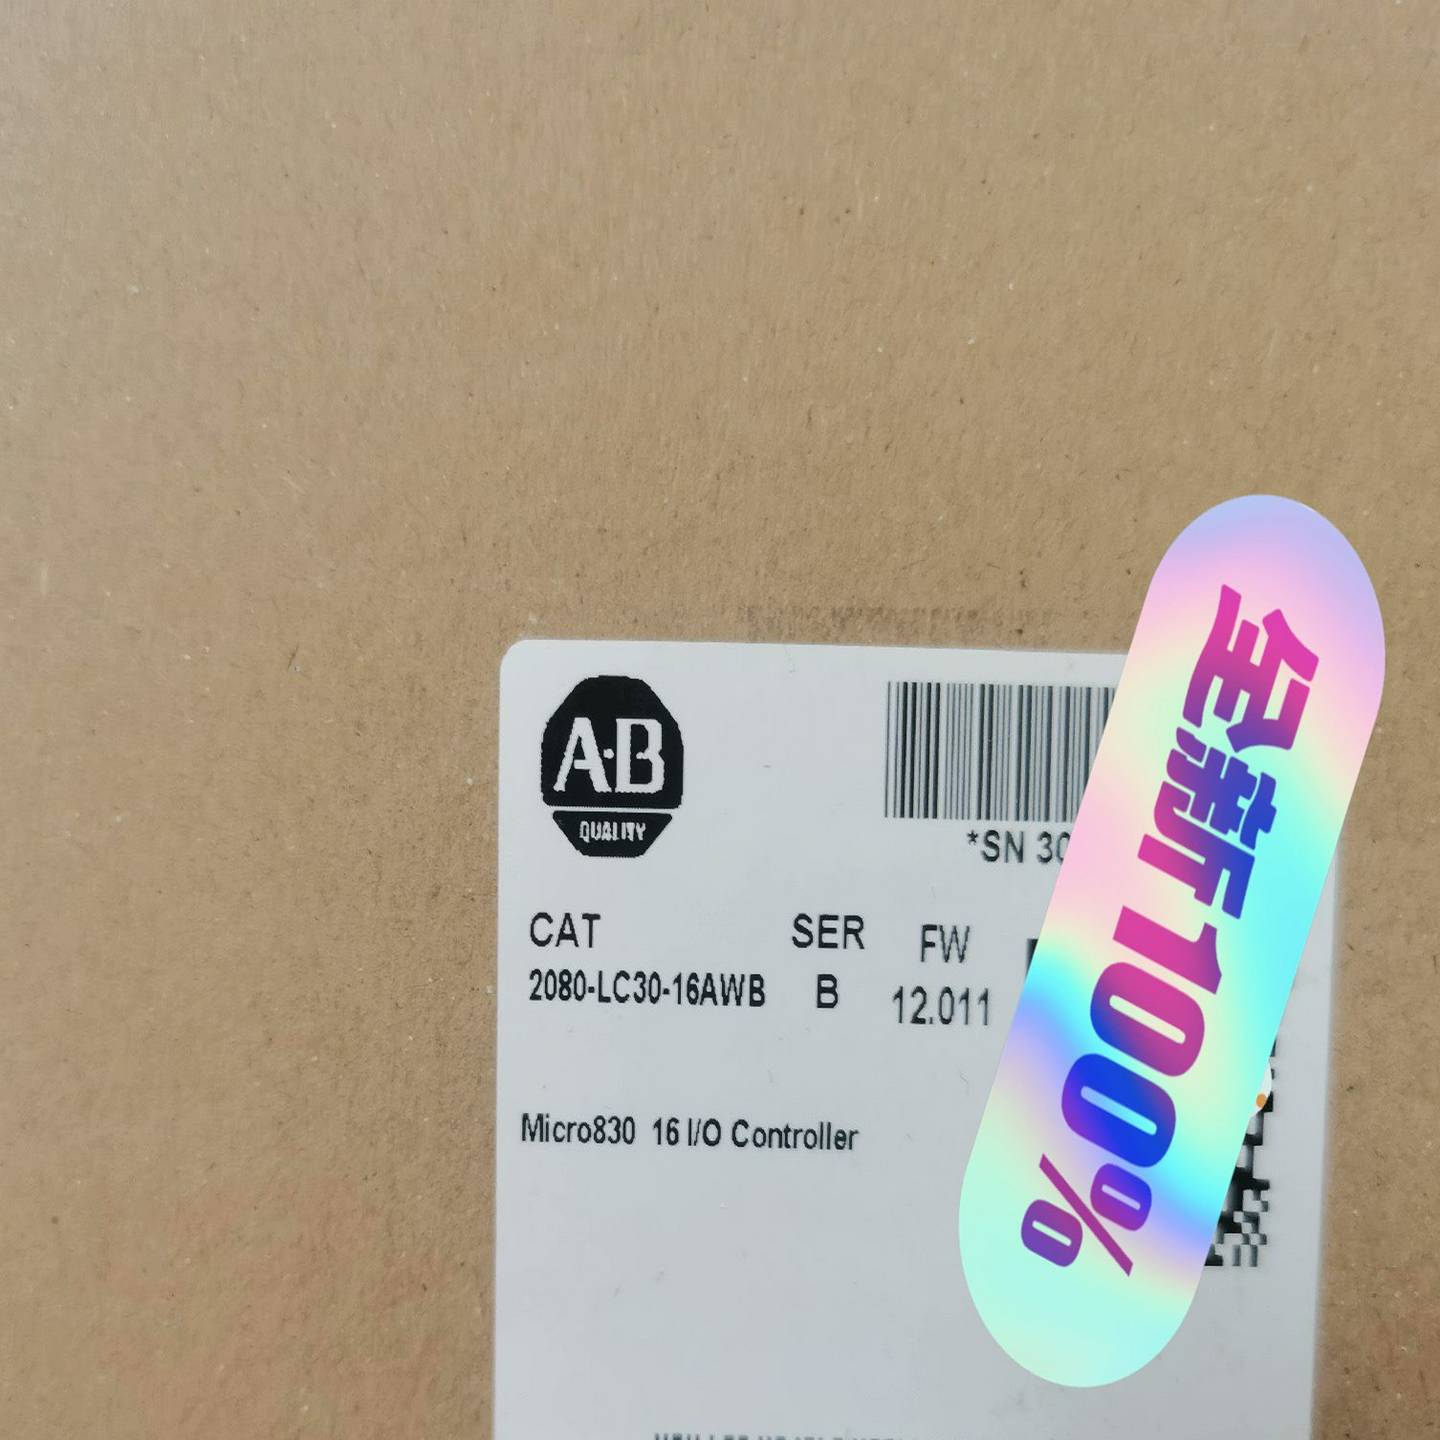 A·B
QUALITY
*SN 30
CAT SER FW
2080-LC30-16AWB B 12.011
Micro830 16 I/O Controller
全新100%